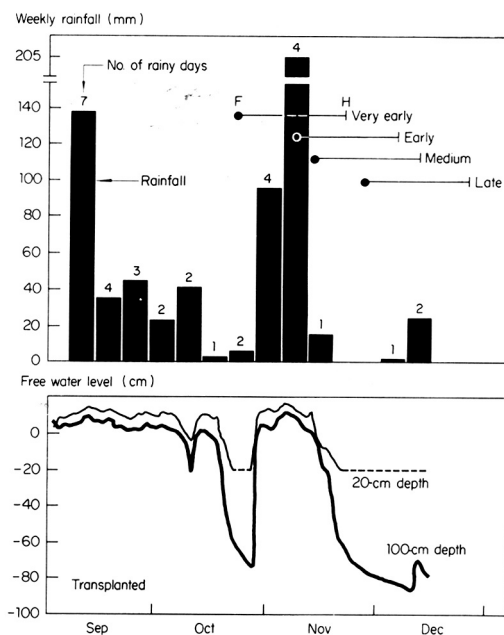 Weekly rainfall (mm)
205
140
120
100
80
60
40
20
0
No. of rainy days
Rainfall
7
4
3
2
2
1
2
4
4
1
1
2
F H
Very early
Early
Medium
Late
Free water level (cm)
0
-20
-40
-60
-80
-100
20-cm depth
100-cm depth
Transplanted
Sep Oct Nov Dec